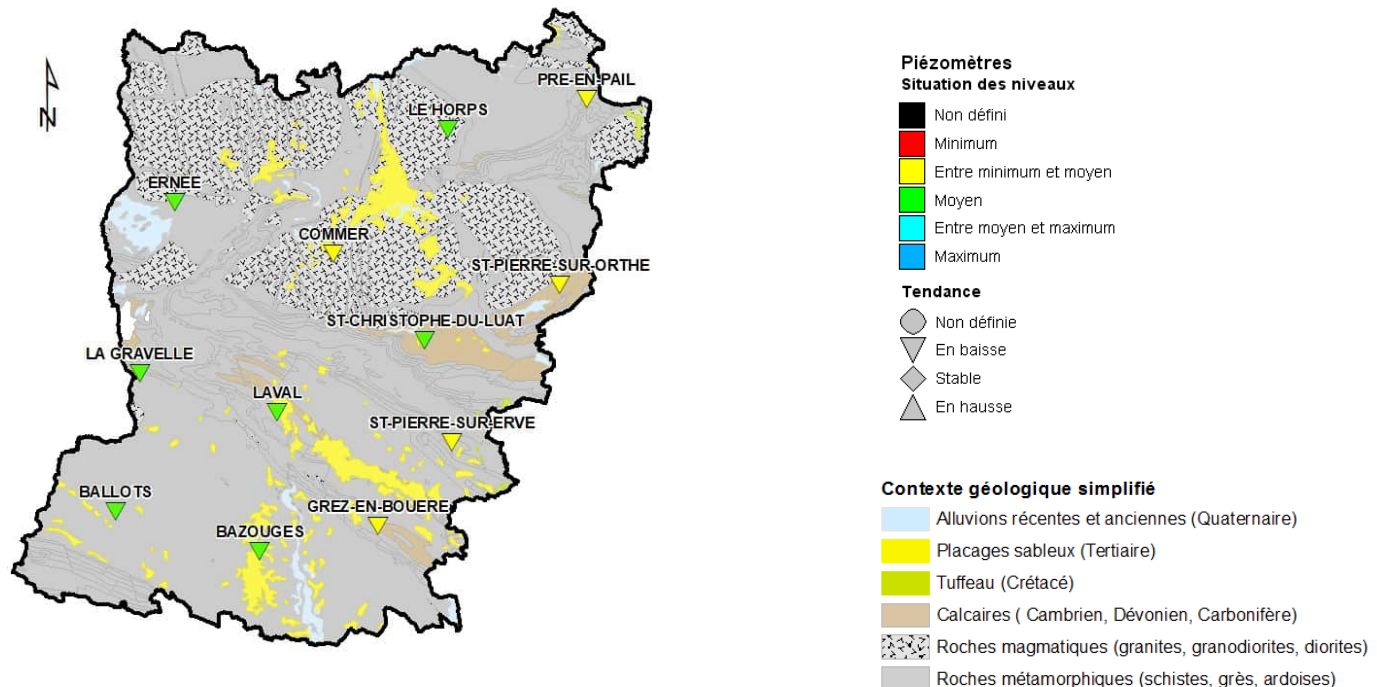 N
PRE-EN-PAIL
LE HORPS
ERNEE
COMMER
ST-PIERRE-SUR-ORTHE
ST-CHRISTOPHE-DU-LUAT
LA GRAVELLE
LAVAL
ST-PIERRE-SUR-ERVE
BALLOTS
GREZ-EN-BOUERE
BAZOUGES
Piézomètres
Situation des niveaux
Non défini
Minimum
Entre minimum et moyen
Moyen
Entre moyen et maximum
Maximum
Tendance
Non définie
En baisse
Stable
En hausse
Contexte géologique simplifié
Alluvions récentes et anciennes (Quaternaire)
Placages sableux (Tertiaire)
Tuffeau (Crétacé)
Calcaires ( Cambrien, Dévonien, Carbonifère)
Roches magmatiques (granites, granodiorites, diorites)
Roches métamorphiques (schistes, grès, ardoises)